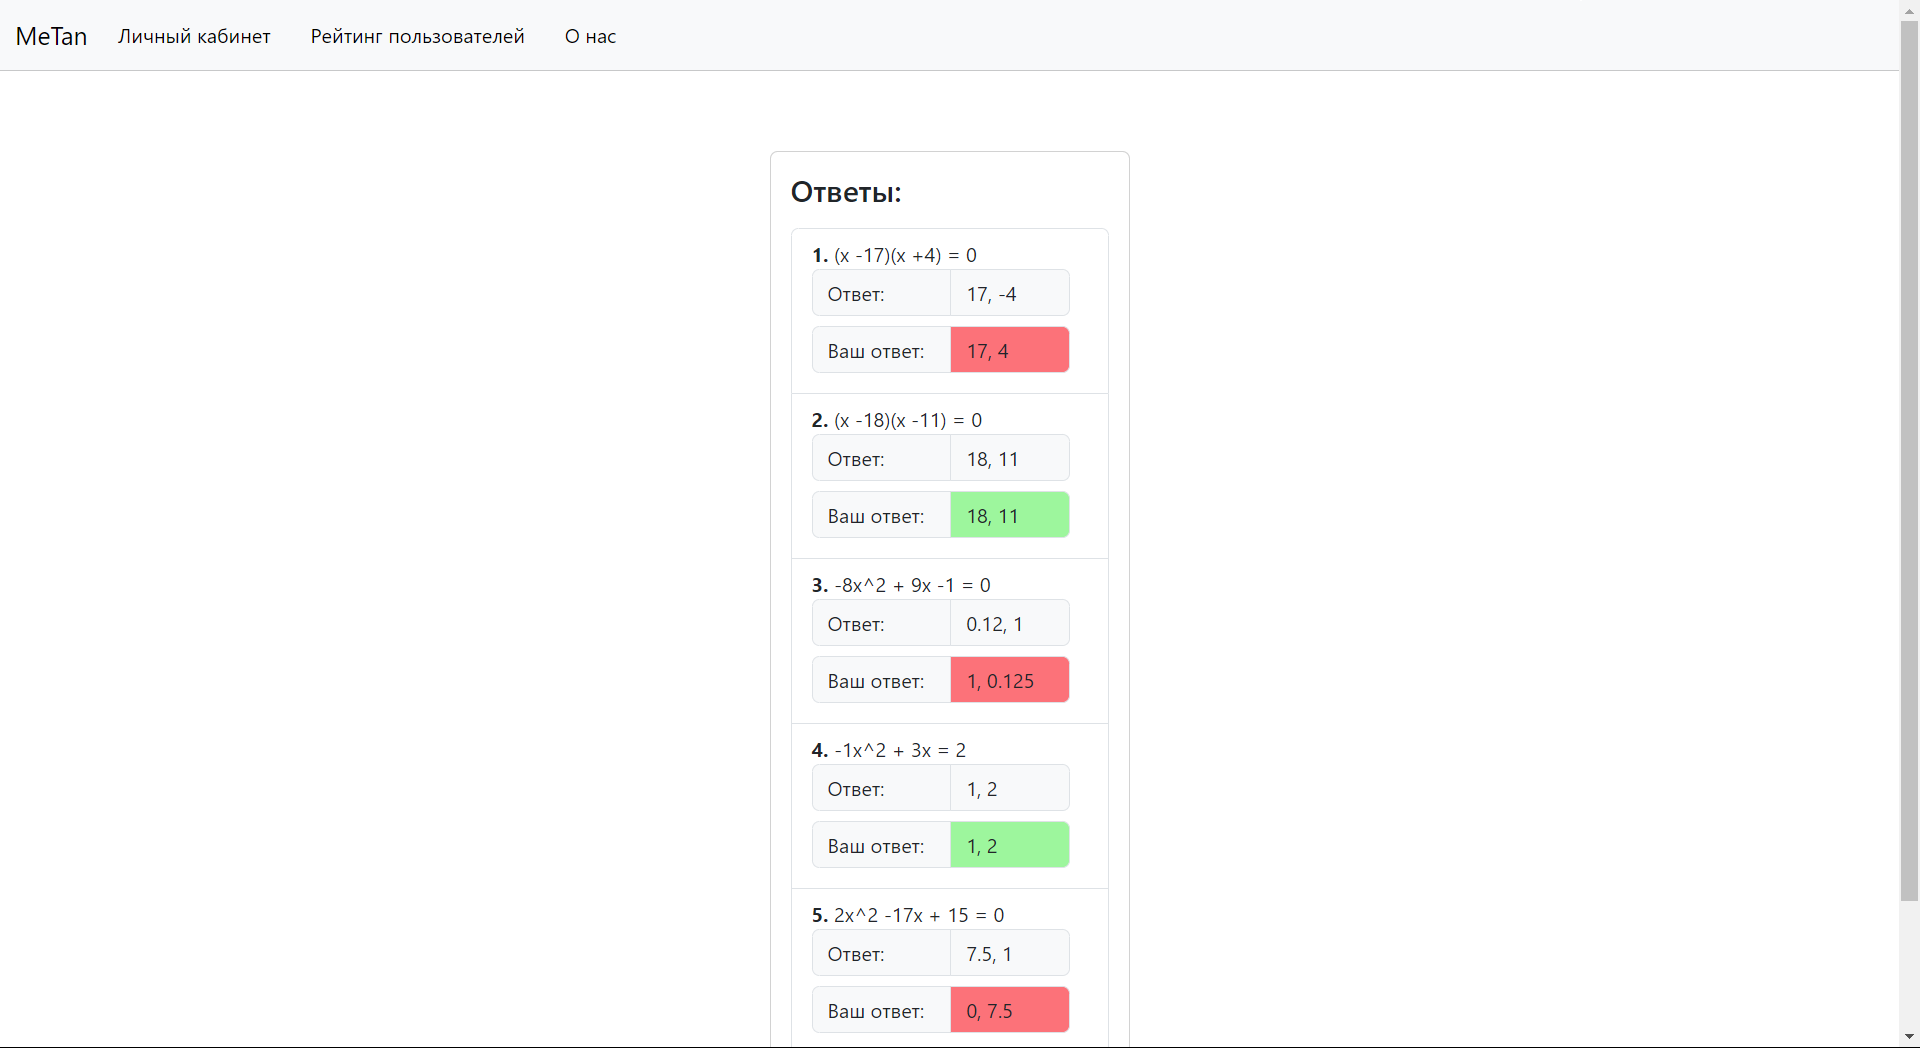 MeTan Личный кабинет Рейтинг пользователей О нас
Ответы:
1. (x -17)(x +4) = 0
Ответ: 17, -4
Ваш ответ: 17, 4
2. (x -18)(x -11) = 0
Ответ: 18, 11
Ваш ответ: 18, 11
3. -8x^2 + 9x -1 = 0
Ответ: 0.12, 1
Ваш ответ: 1, 0.125
4. -1x^2 + 3x = 2
Ответ: 1, 2
Ваш ответ: 1, 2
5. 2x^2 -17x + 15 = 0
Ответ: 7.5, 1
Ваш ответ: 0, 7.5